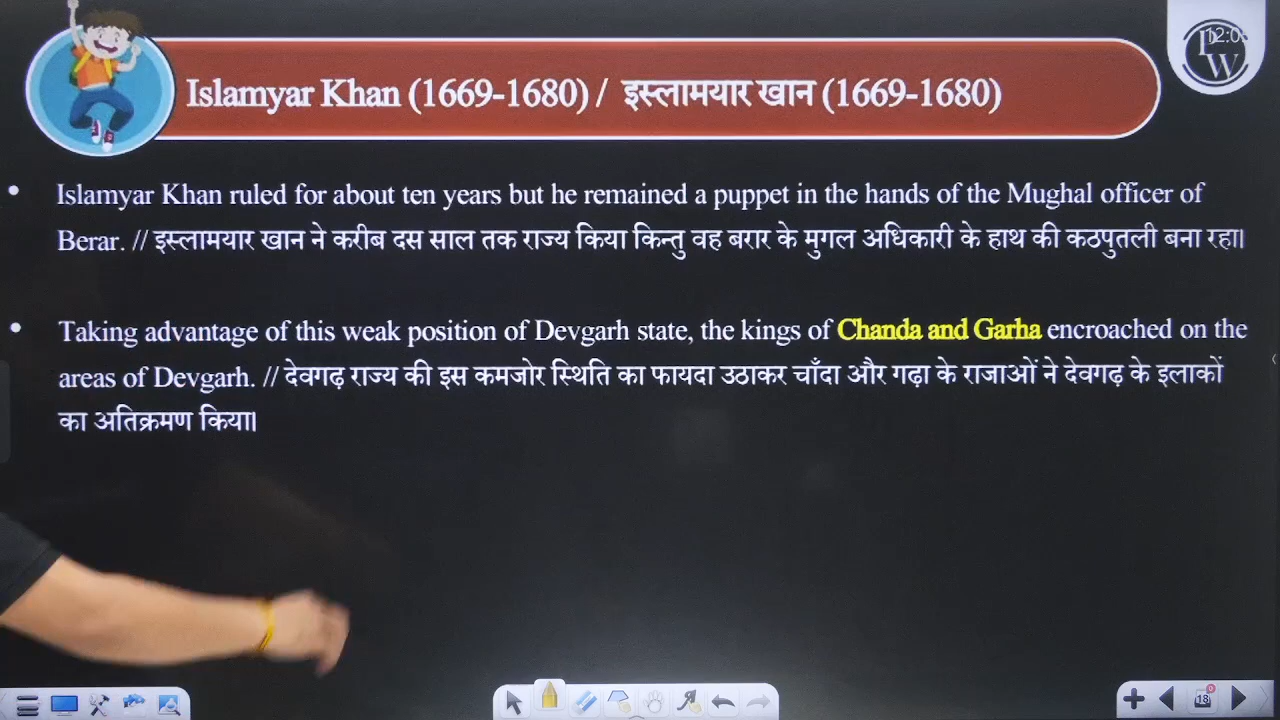 Islamyar Khan (1669-1680) / इस्लामयार खान (1669-1680)
Islamyar Khan ruled for about ten years but he remained a puppet in the hands of the Mughal officer of
Berar. // इस्लामयार खान ने करीब दस साल तक राज्य किया किन्तु वह बरार के मुगल अधिकारी के हाथ की कठपुतली बना रहा।
Taking advantage of this weak position of Devgarh state, the kings of Chanda and Garha encroached on the
areas of Devgarh. // देवगढ़ राज्य की इस कमजोर स्थिति का फायदा उठाकर चाँदा और गढ़ा के राजाओं ने देवगढ़ के इलाकों
का अतिक्रमण किया।
18